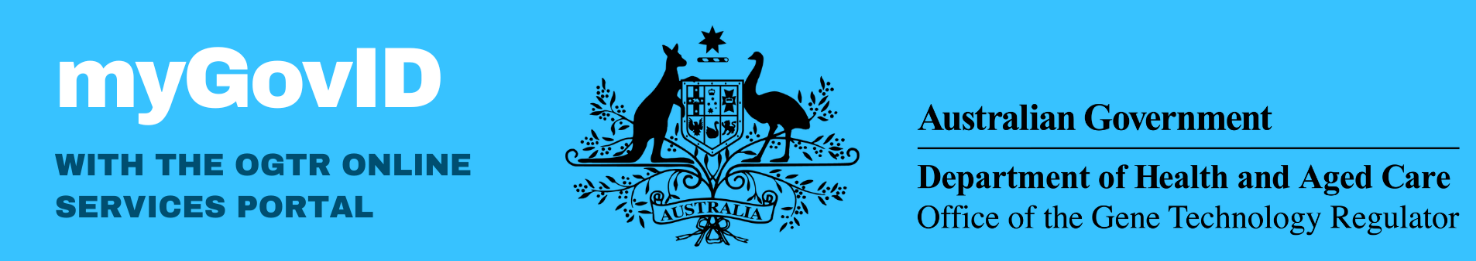 myGovID
WITH THE OGTR ONLINE
SERVICES PORTAL
AUSTRALIA
Australian Government
Department of Health and Aged Care
Office of the Gene Technology Regulator